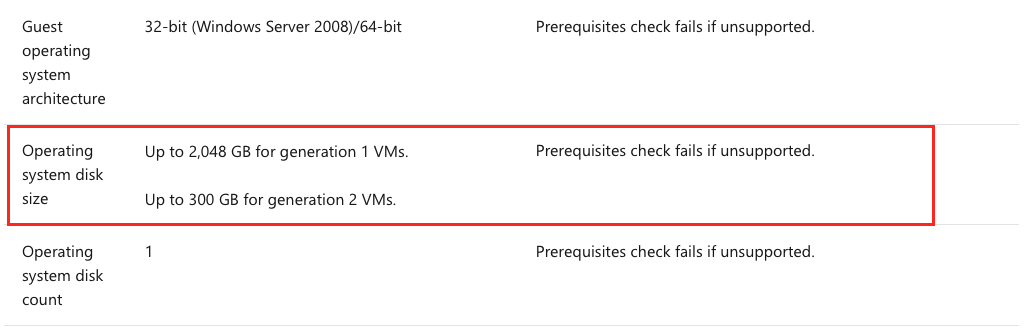 Guest
operating
system
architecture
32-bit (Windows Server 2008)/64-bit
Prerequisites check fails if unsupported.
Operating
system disk
size
Up to 2,048 GB for generation 1 VMs.
Up to 300 GB for generation 2 VMs.
Prerequisites check fails if unsupported.
Operating
system disk
count
1
Prerequisites check fails if unsupported.